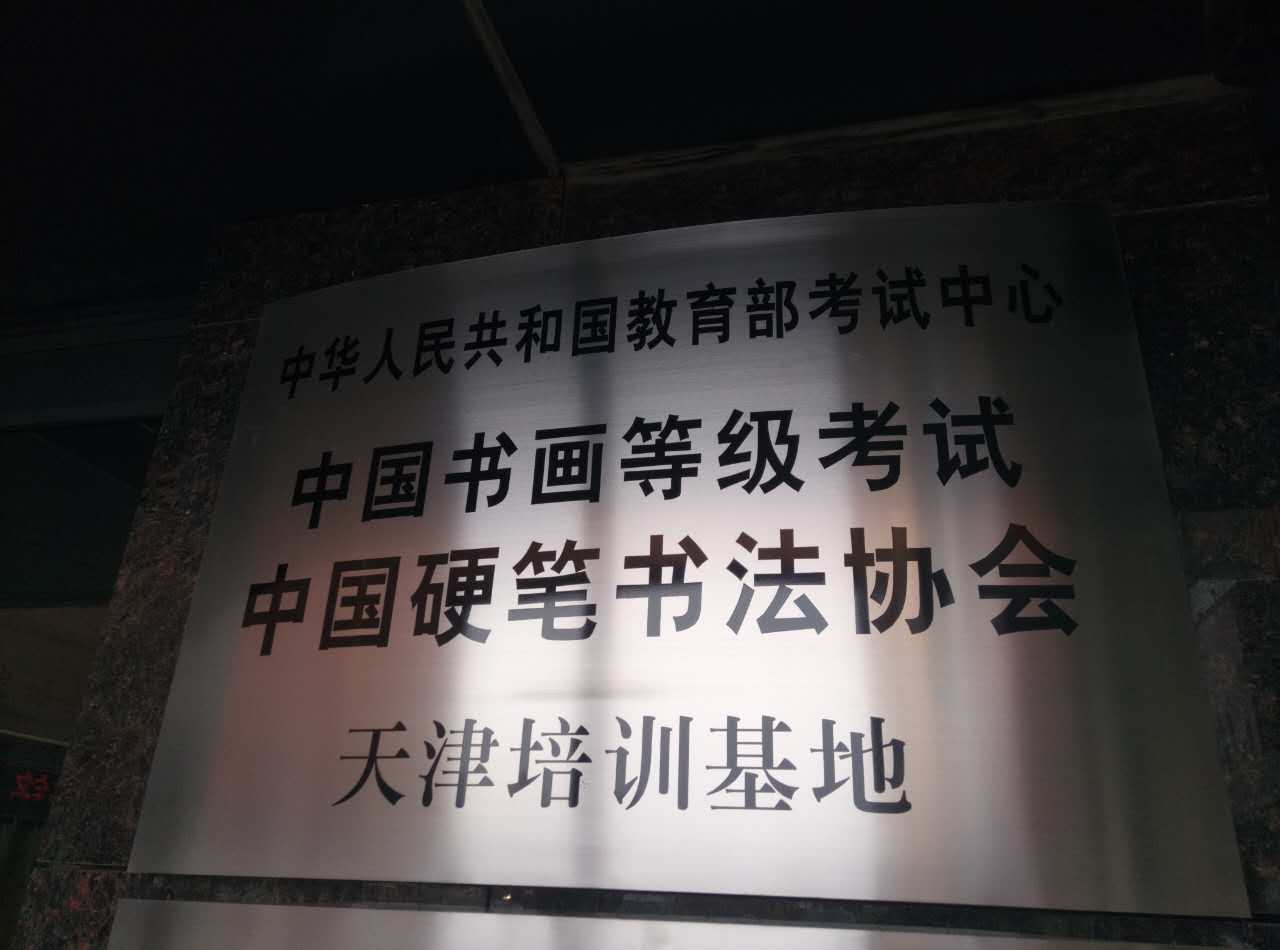 中华人民共和国教育部考试中心
中国书画等级考试
中国硬笔书法协会
天津培训基地